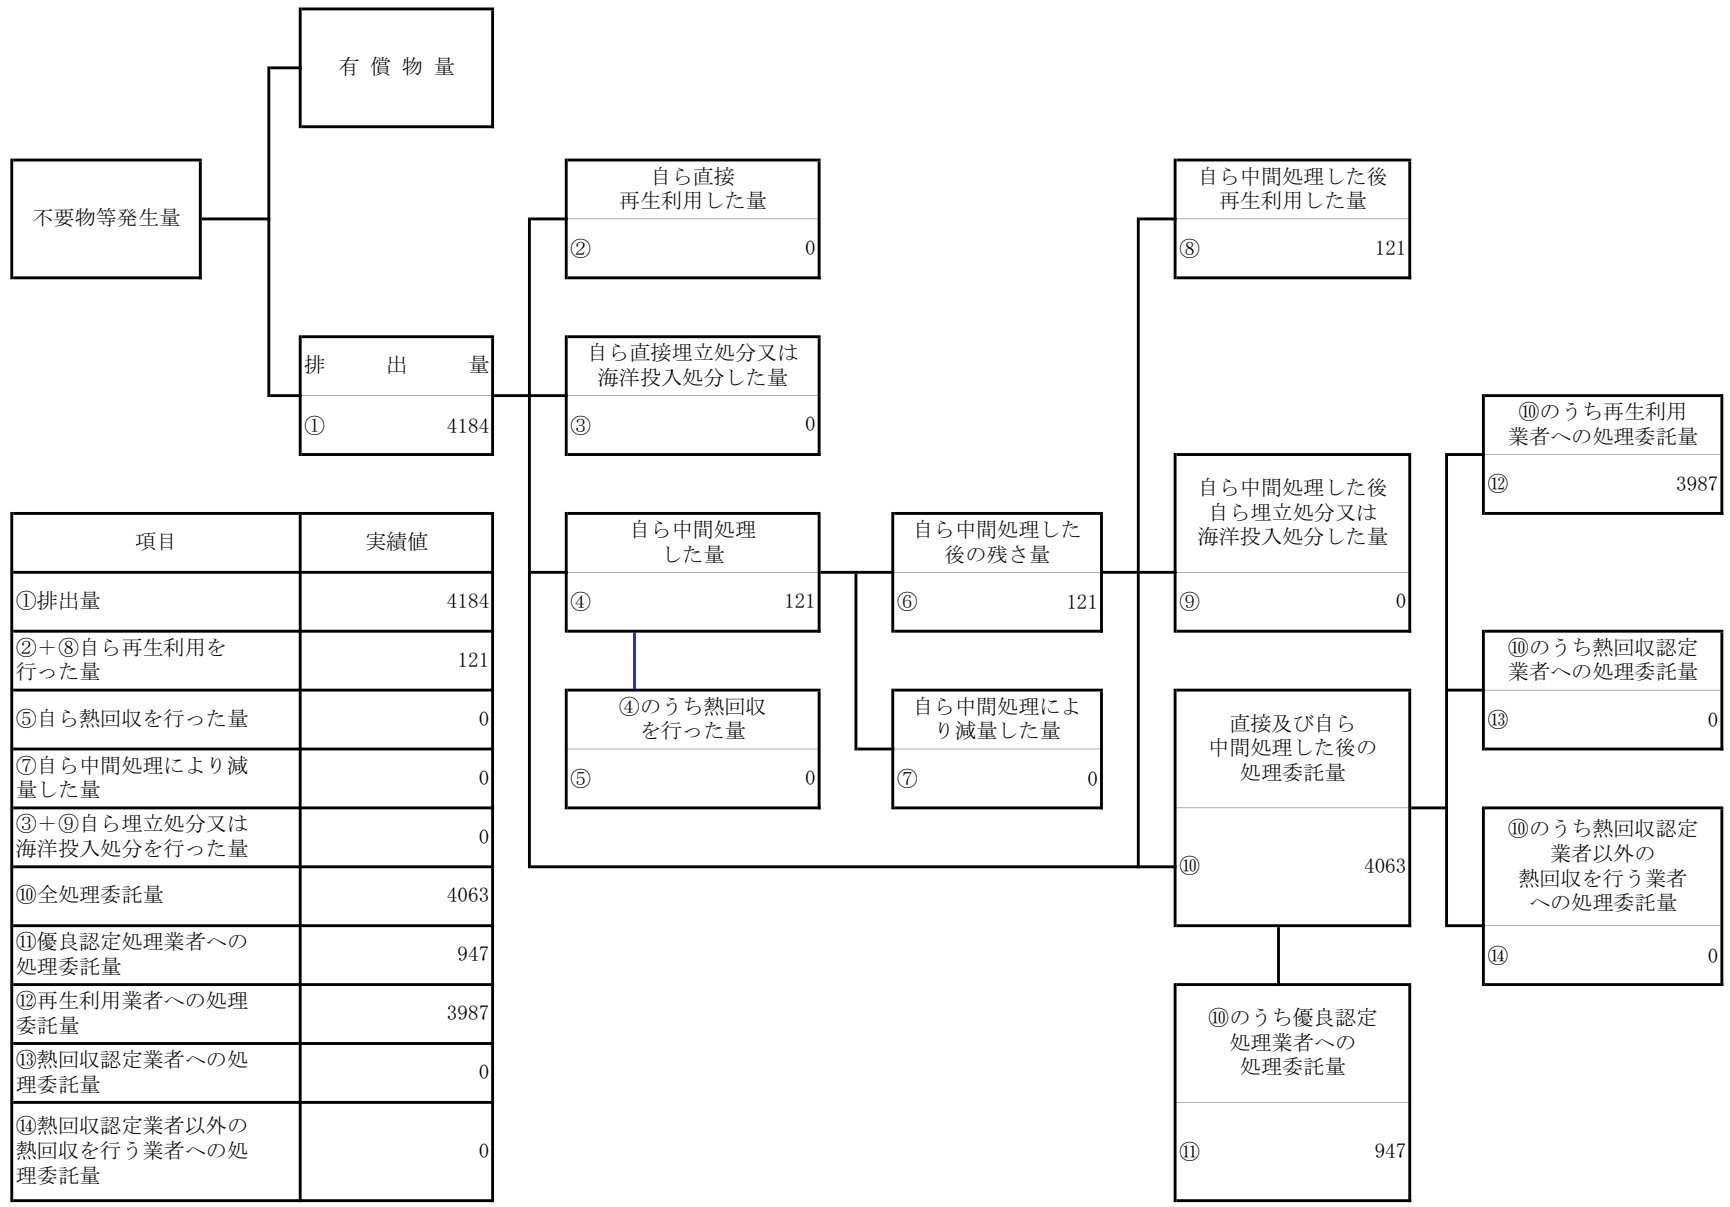 有 償 物 量
不要物等発生量
排 出 量
① 4184
自ら直接
再生利用した量
② 0
自ら直接埋立処分又は
海洋投入処分した量
③ 0
自ら中間処理
した量
④ 121
④のうち熱回収
を行った量
⑤ 0
自ら中間処理した
後の残さ量
⑥ 121
自ら中間処理によ
り減量した量
⑦ 0
自ら中間処理した後
再生利用した量
⑧ 121
自ら中間処理した後
自ら埋立処分又は
海洋投入処分した量
⑨ 0
直接及び自ら
中間処理した後の
処理委託量
⑩ 4063
⑩のうち優良認定
処理業者への
処理委託量
⑪ 947
⑩のうち再生利用
業者への処理委託量
⑫ 3987
⑩のうち熱回収認定
業者への処理委託量
⑬ 0
⑩のうち熱回収認定
業者以外の
熱回収を行う業者
への処理委託量
⑭ 0
項目 実績値
①排出量 4184
②＋⑧自ら再生利用を
行った量 121
⑤自ら熱回収を行った量 0
⑦自ら中間処理により減
量した量 0
③＋⑨自ら埋立処分又は
海洋投入処分を行った量 0
⑩全処理委託量 4063
⑪優良認定処理業者への
処理委託量 947
⑫再生利用業者への処理
委託量 3987
⑬熱回収認定業者への処
理委託量 0
⑭熱回収認定業者以外の
熱回収を行う業者への処
理委託量 0